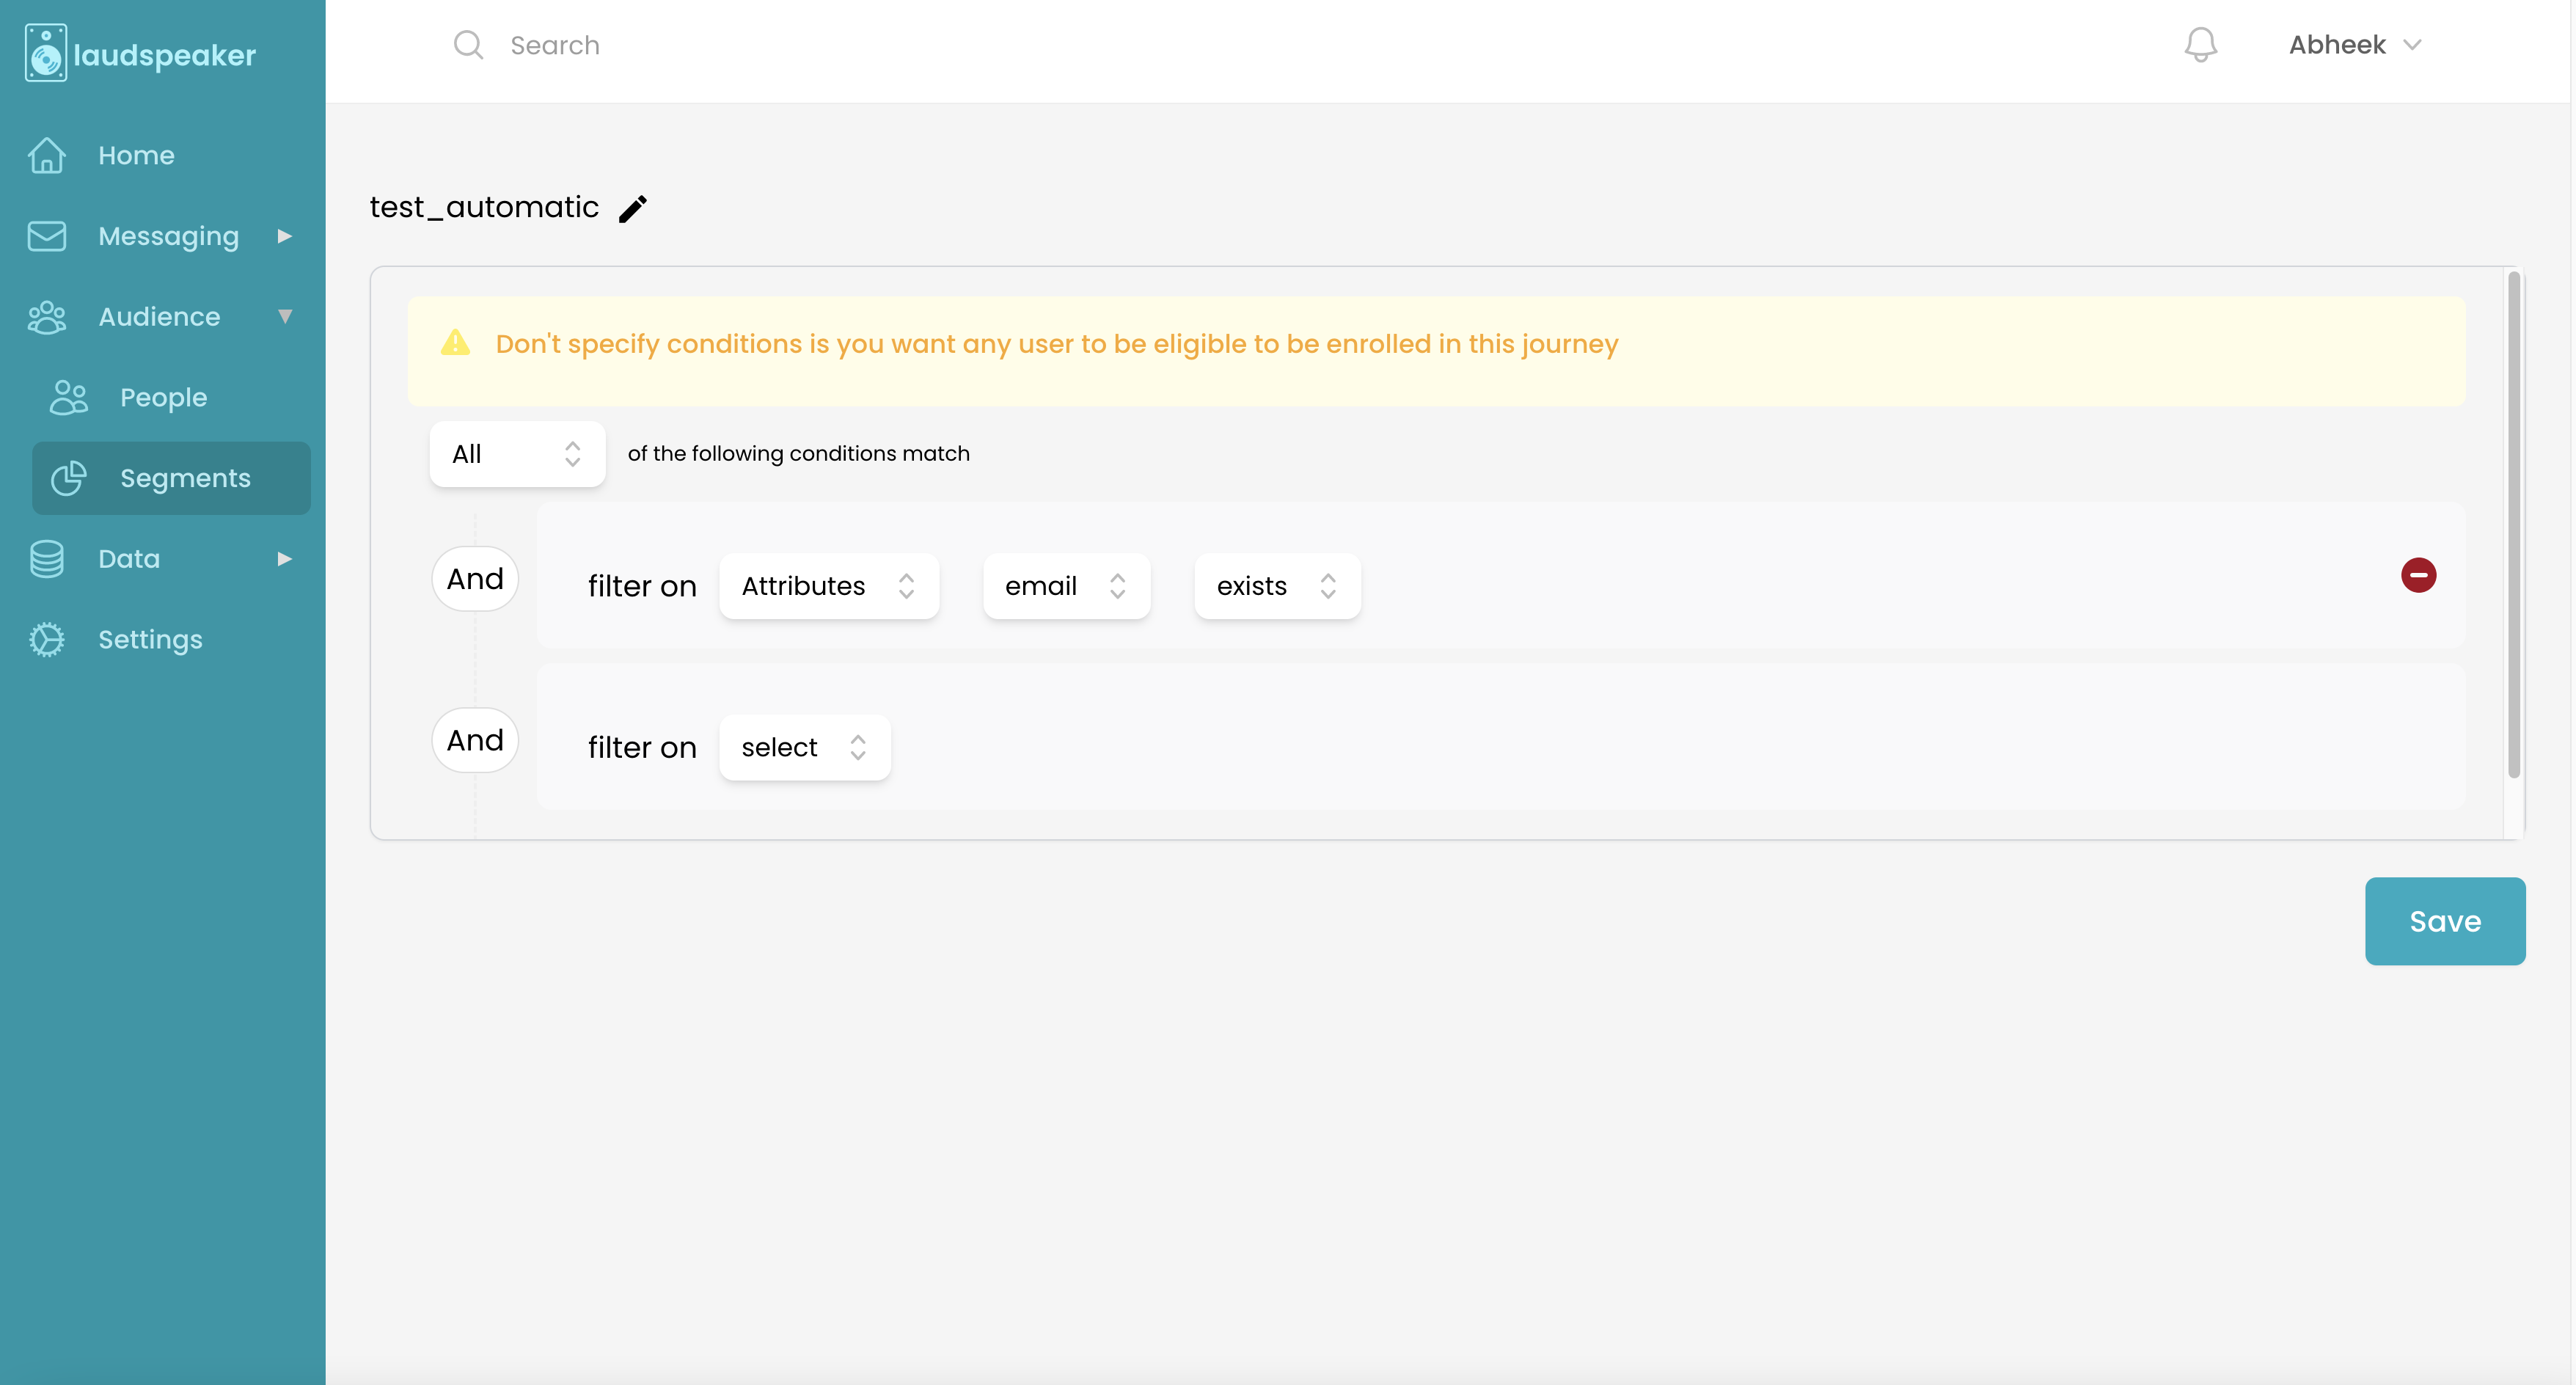 laudspeaker
Search
Abheek
Home
Messaging
Audience
People
Segments
Data
Settings
test_automatic
Don't specify conditions is you want any user to be eligible to be enrolled in this journey
All of the following conditions match
And filter on Attributes email exists
And filter on select
Save